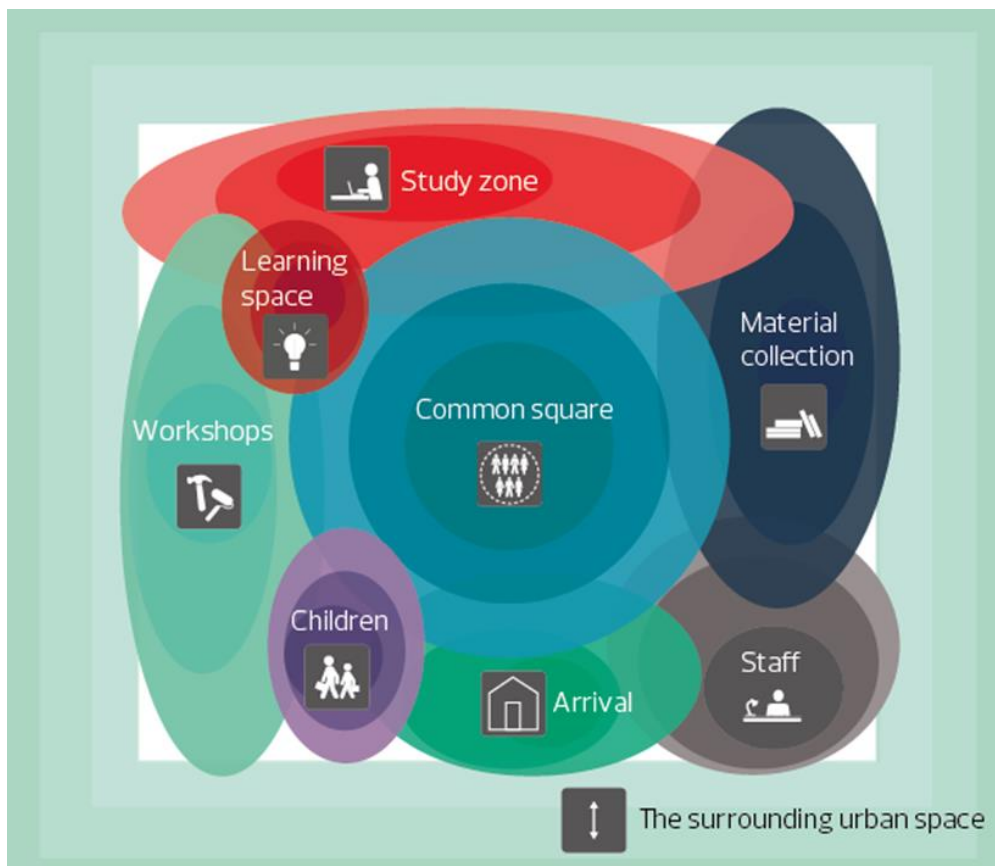 Study zone
Learning
space
Material
collection
Common square
Workshops
Children
Staff
Arrival
The surrounding urban space